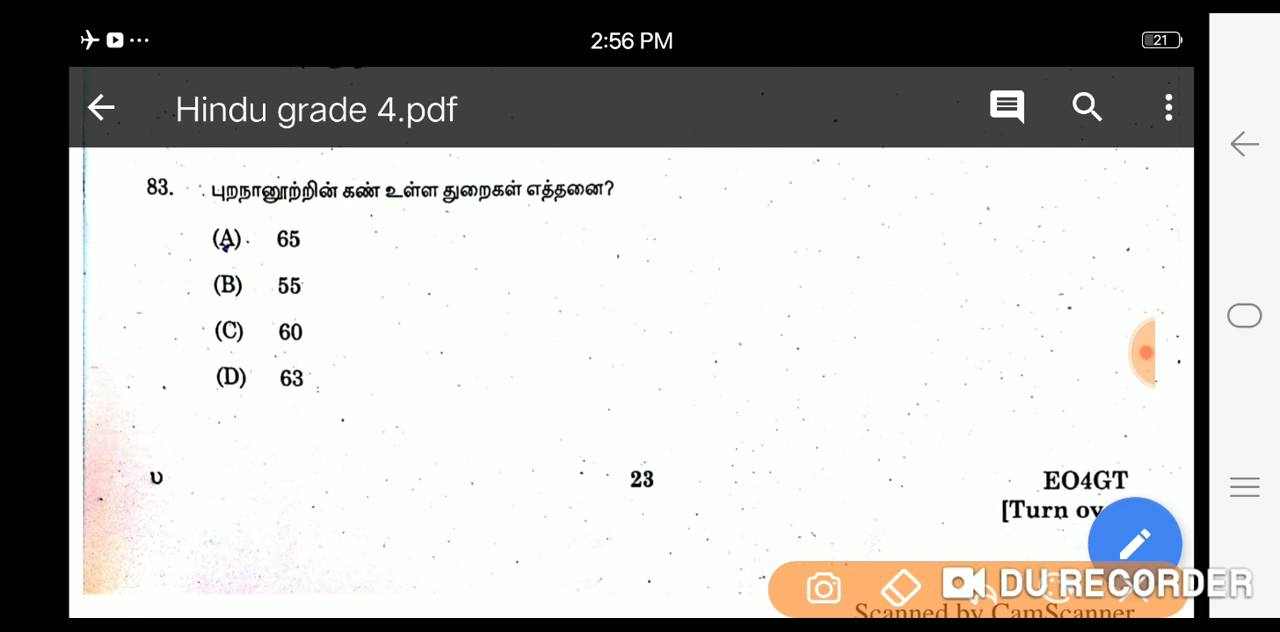 2:56 PM
21
Hindu grade 4.pdf
83. புறநானூற்றின் கண் உள்ள துறைகள் எத்தனை?
(A) 65
(B) 55
(C) 60
(D) 63
υ 23 EO4GT
[Turn ov
DU RECORDER
Scanned by CamScanner